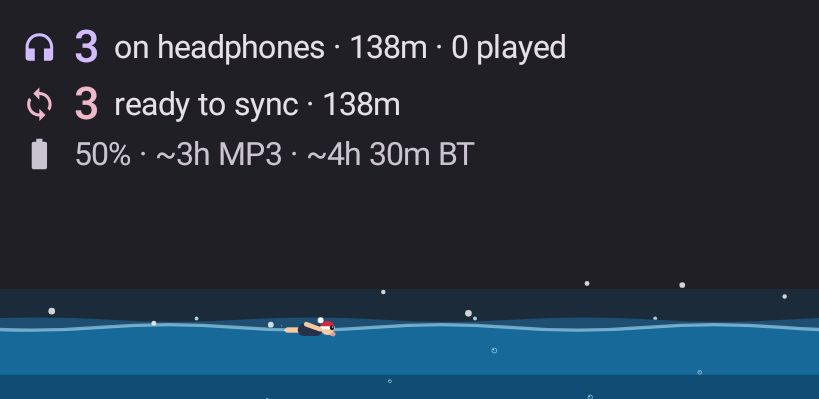 3 on headphones · 138m · 0 played
3 ready to sync · 138m
50% · ~3h MP3 · ~4h 30m BT